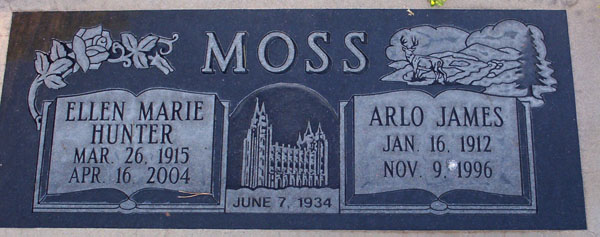 MOSS
ELLEN MARIE
HUNTER
MAR. 26, 1915
APR. 16, 2004
JUNE 7, 1934
ARLO JAMES
JAN. 16, 1912
NOV. 9, 1996